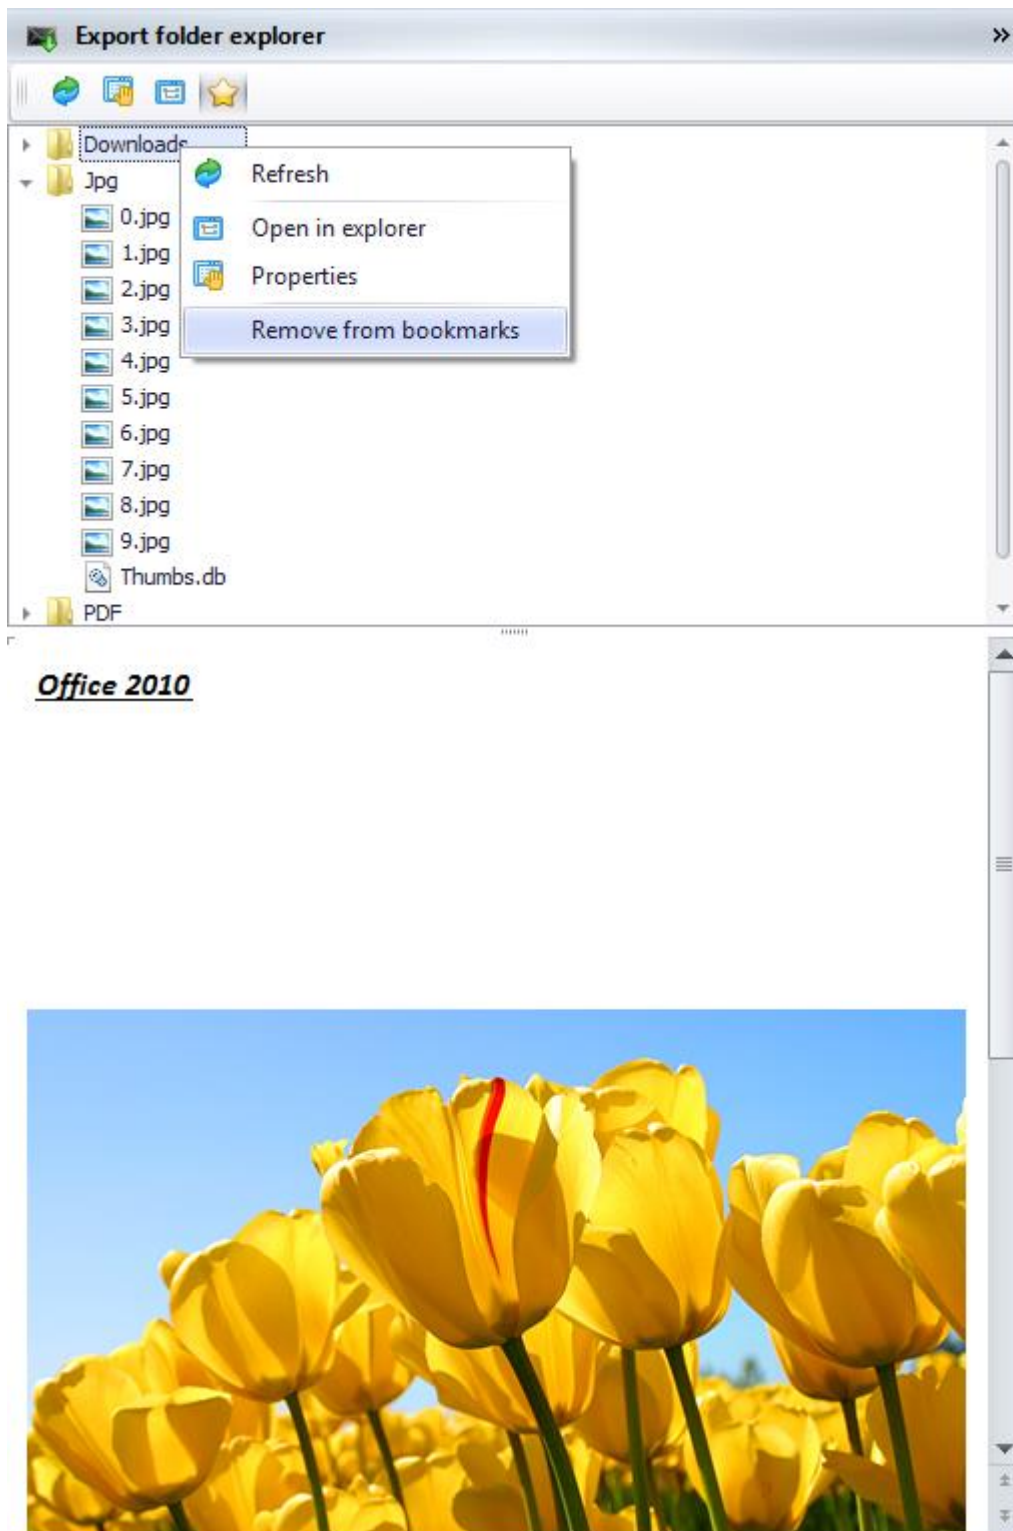 Export folder explorer
Downloads
Jpg
Refresh
0.jpg
Open in explorer
1.jpg
Properties
2.jpg
3.jpg
Remove from bookmarks
4.jpg
5.jpg
6.jpg
7.jpg
8.jpg
9.jpg
Thumbs.db
PDF
Office 2010